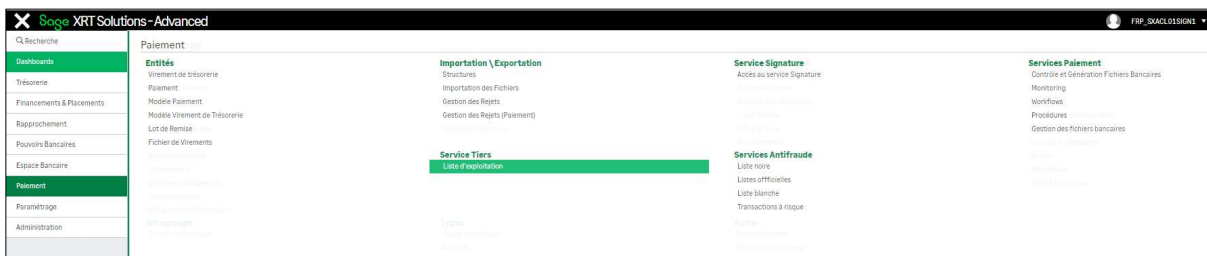 Sage XRT Solutions - Advanced
FRP_SXACL01SIGN1
Recherche
Dashboards
Trésorerie
Financements & Placements
Rapprochement
Pouvoirs Bancaires
Espace Bancaire
Paiement
Paramétrage
Administration
Paiement
Entités
Virement de trésorerie
Paiement
Modèle Paiement
Modèle Virement de Trésorerie
Lot de Remise
Fichier de Virements
Importation \ Exportation
Structures
Importation des Fichiers
Gestion des Rejets
Gestion des Rejets (Paiement)
Service Tiers
Liste d'exploitation
Service Signature
Accès au service Signature
Services Antifraude
Liste noire
Listes offficielles
Liste blanche
Transactions à risque
Services Paiement
Contrôle et Génération Fichiers Bancaires
Monitoring
Workflows
Procédures
Gestion des fichiers bancaires